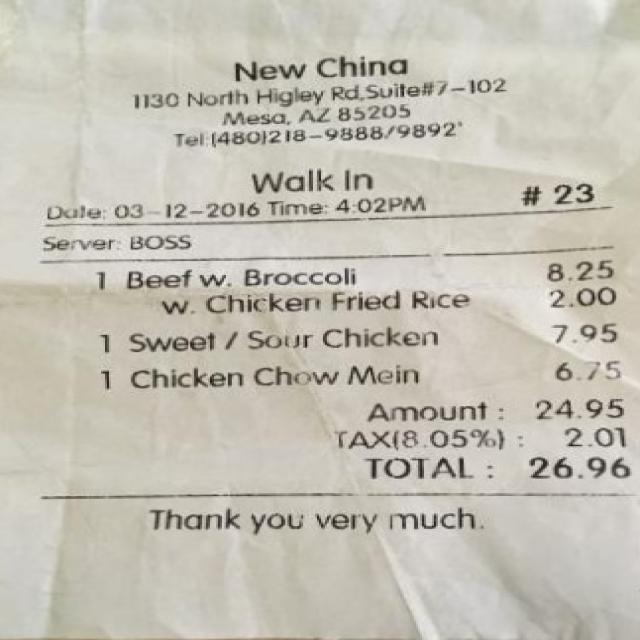 New China
1130 North Higley Rd,Suite#7-102
Mesa, AZ 85205
Tel:(480)218-9888/9892'
Walk In # 23
Date: 03-12-2016 Time: 4:02PM
Server: BOSS
1 Beef w. Broccoli 8.25
w. Chicken Fried Rice 2.00
1 Sweet / Sour Chicken 7.95
1 Chicken Chow Mein 6.75
Amount : 24.95
TAX(8.05%) : 2.01
TOTAL : 26.96
Thank you very much.